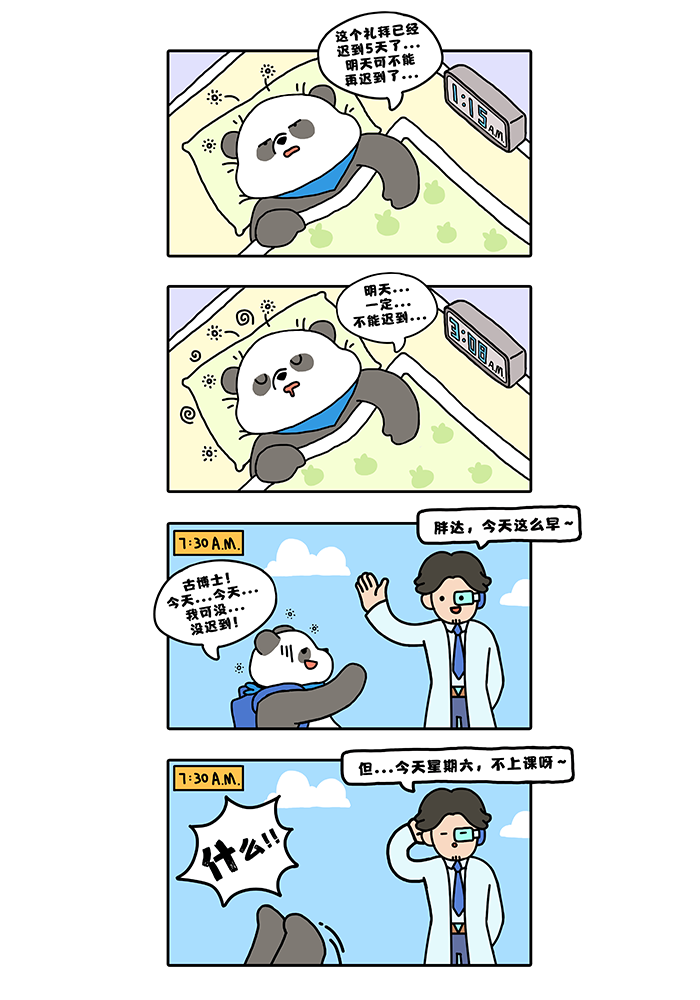 这个礼拜已经
迟到5天了...
明天可不能
再迟到了...
1:15 A.M
明天...
一定...
不能迟到...
3:08 A.M
7:30 A.M.
胖达，今天这么早~
古博士！
今天...今天...
我可没...
没迟到！
7:30 A.M.
但...今天星期六，不上课呀~
什么!!